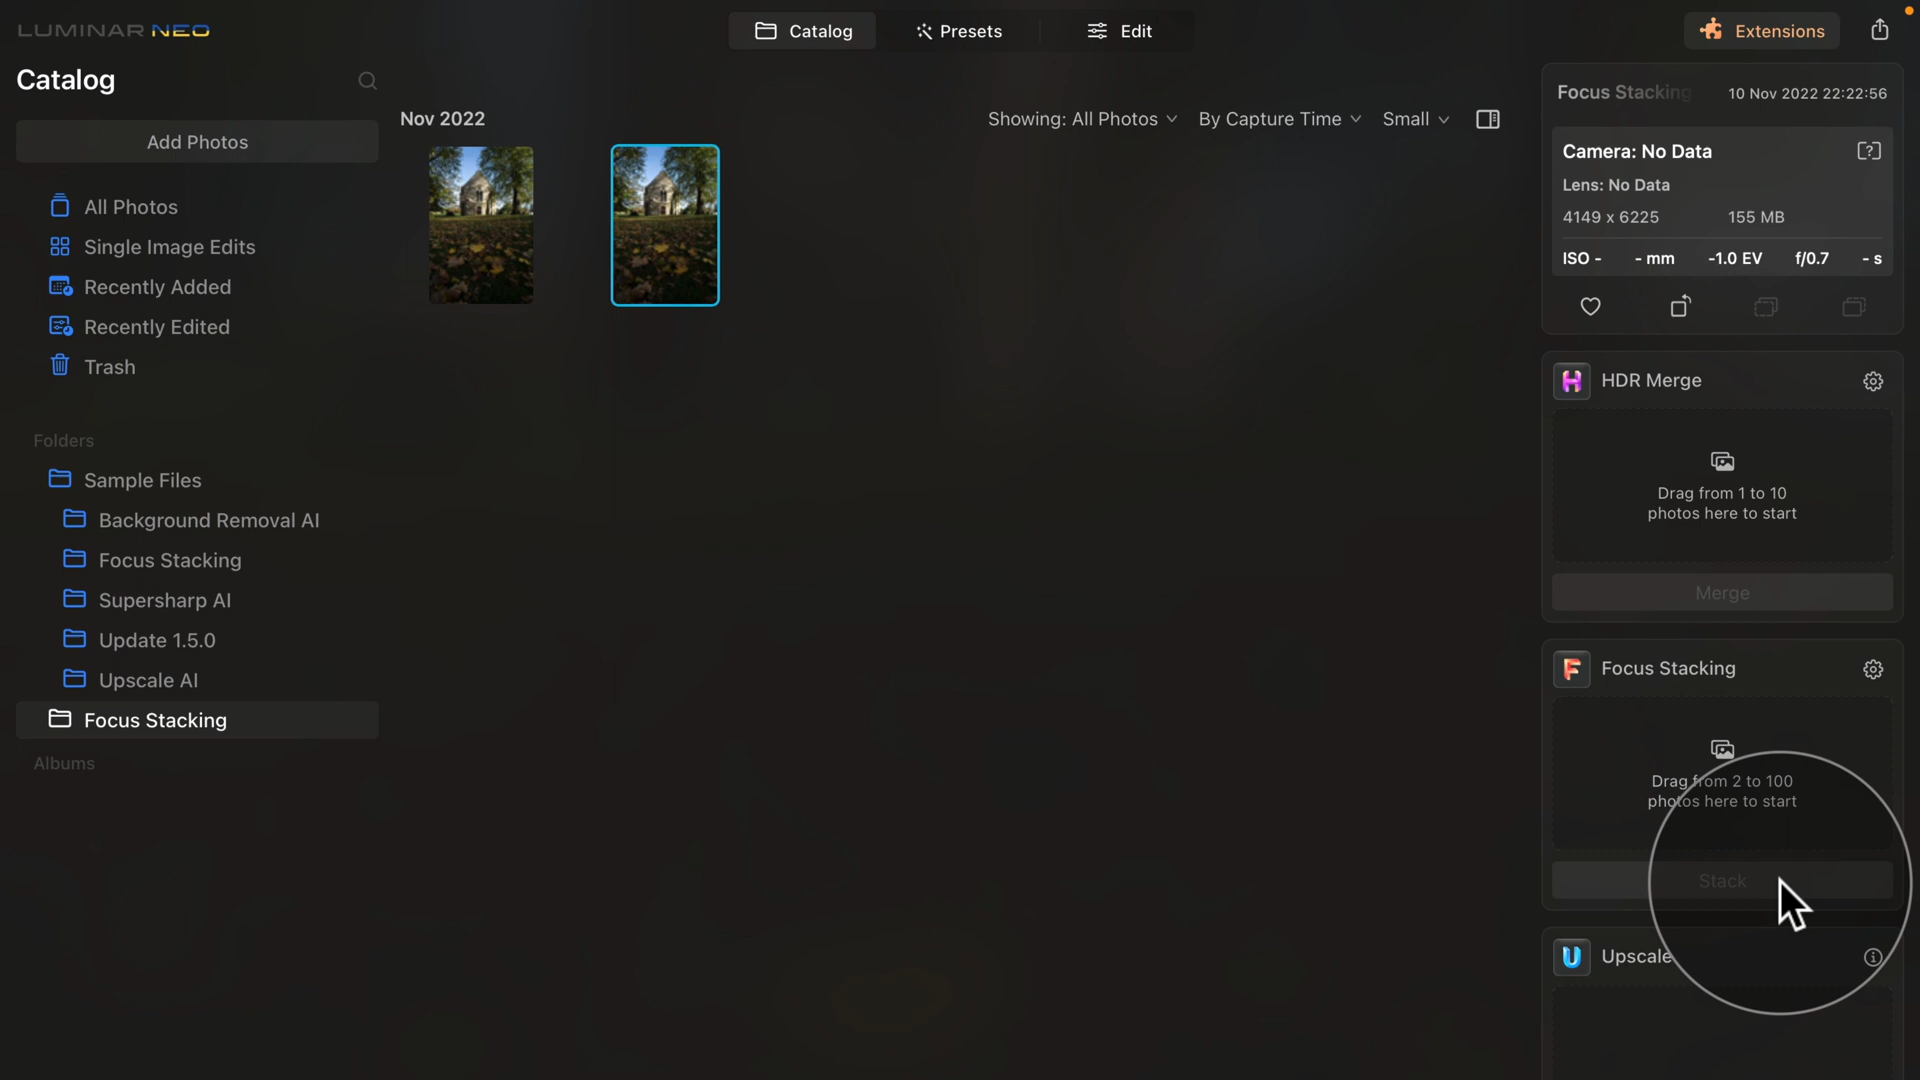 LUMINAR NEO
Catalog
Presets
Edit
Extensions
Catalog
Add Photos
All Photos
Single Image Edits
Recently Added
Recently Edited
Trash
Folders
Sample Files
Background Removal AI
Focus Stacking
Supersharp AI
Update 1.5.0
Upscale AI
Focus Stacking
Albums
Nov 2022
Showing: All Photos
By Capture Time
Small
Focus Stacking
10 Nov 2022 22:22:56
Camera: No Data
[?]
Lens: No Data
4149 x 6225 155 MB
ISO - - mm -1.0 EV f/0.7 - s
H
HDR Merge
Drag from 1 to 10
photos here to start
Merge
F
Focus Stacking
Drag from 2 to 100
photos here to start
Stack
U
Upscale